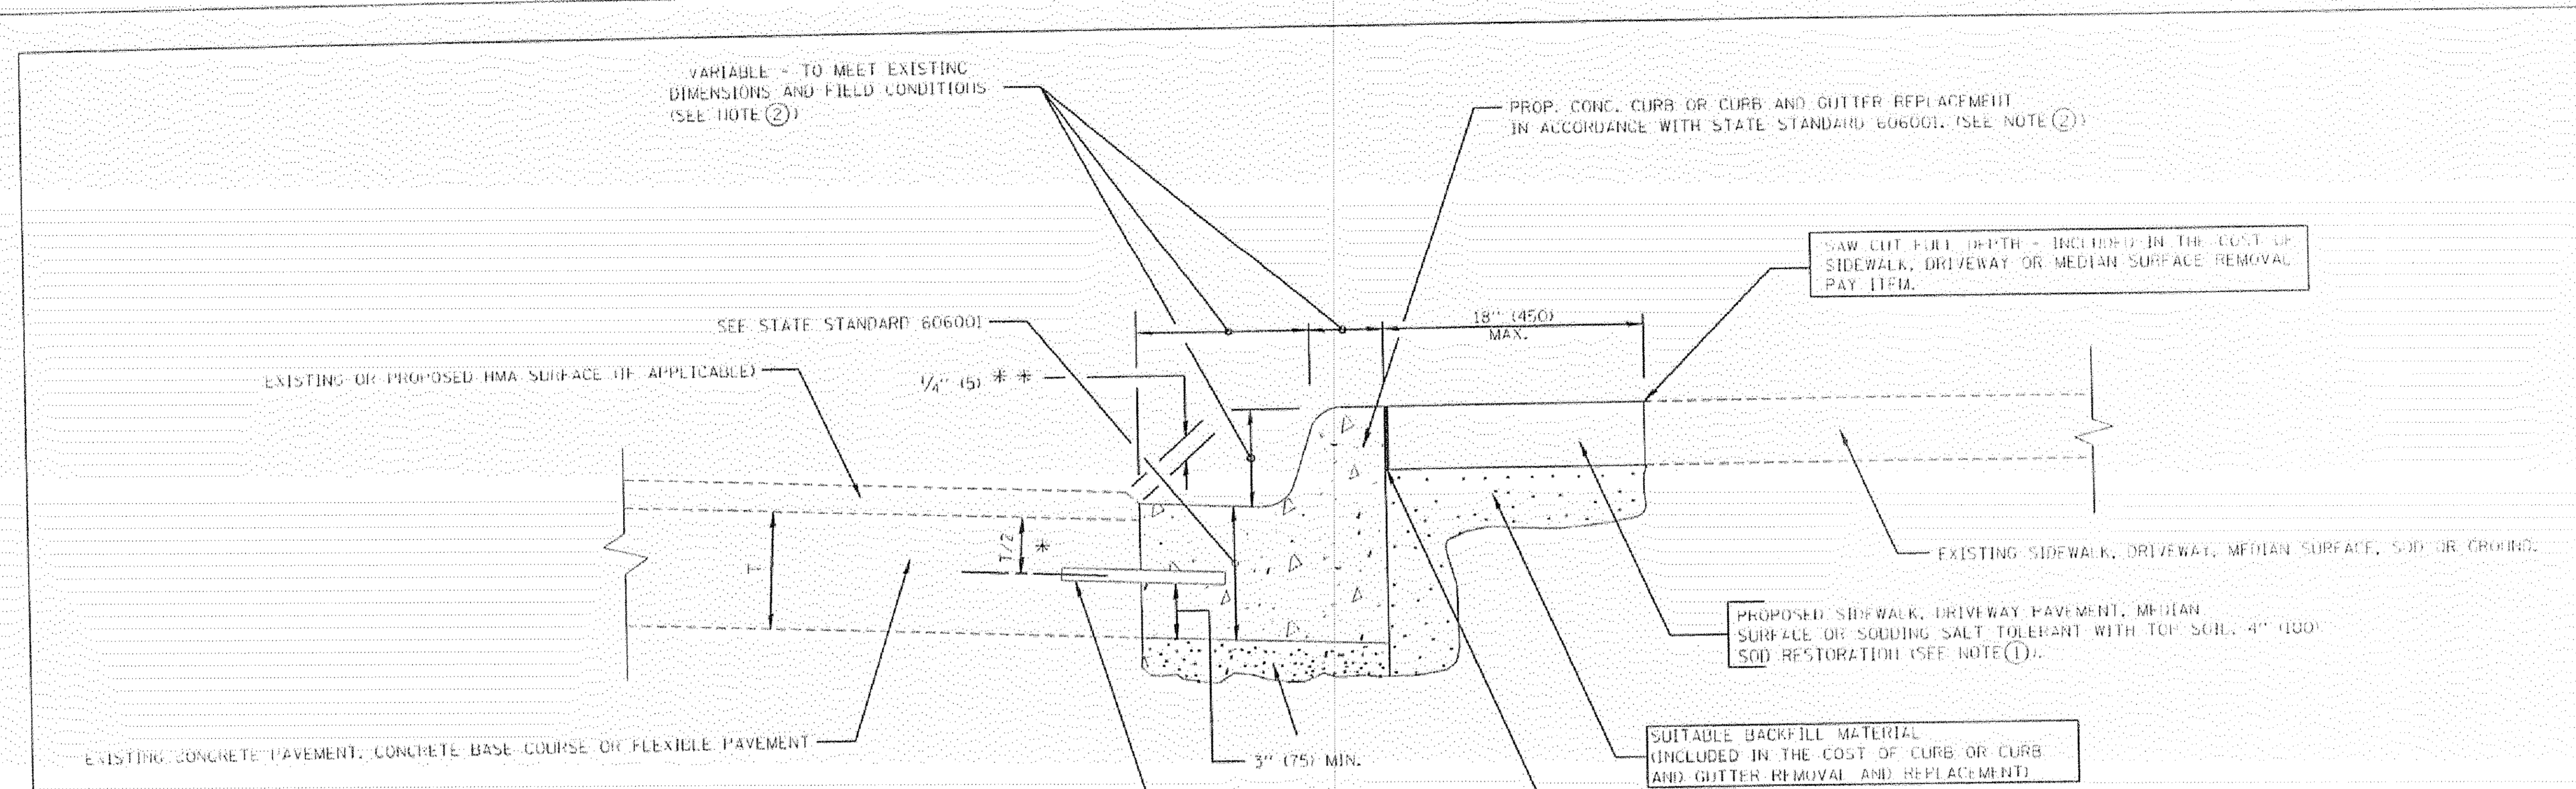 VARIABLE - TO MEET EXISTING
DIMENSIONS AND FIELD CONDITIONS
(SEE NOTE ②)
PROP. CONC. CURB OR CURB AND GUTTER REPLACEMENT
IN ACCORDANCE WITH STATE STANDARD 606001. (SEE NOTE ②)
SAW CUT FULL DEPTH - INCLUDED IN THE COST OF
SIDEWALK, DRIVEWAY OR MEDIAN SURFACE REMOVAL
PAY ITEM.
SEE STATE STANDARD 606001
18" (450)
MAX.
EXISTING OR PROPOSED HMA SURFACE (IF APPLICABLE)
1/4" (5) * *
T
T/2 *
EXISTING SIDEWALK, DRIVEWAY, MEDIAN SURFACE, SOD OR GROUND.
PROPOSED SIDEWALK, DRIVEWAY PAVEMENT, MEDIAN
SURFACE OR SODDING SALT TOLERANT WITH TOP SOIL, 4" (100)
SOD RESTORATION (SEE NOTE ①).
EXISTING CONCRETE PAVEMENT, CONCRETE BASE COURSE OR FLEXIBLE PAVEMENT
3" (75) MIN.
SUITABLE BACKFILL MATERIAL
(INCLUDED IN THE COST OF CURB OR CURB
AND GUTTER REMOVAL AND REPLACEMENT)